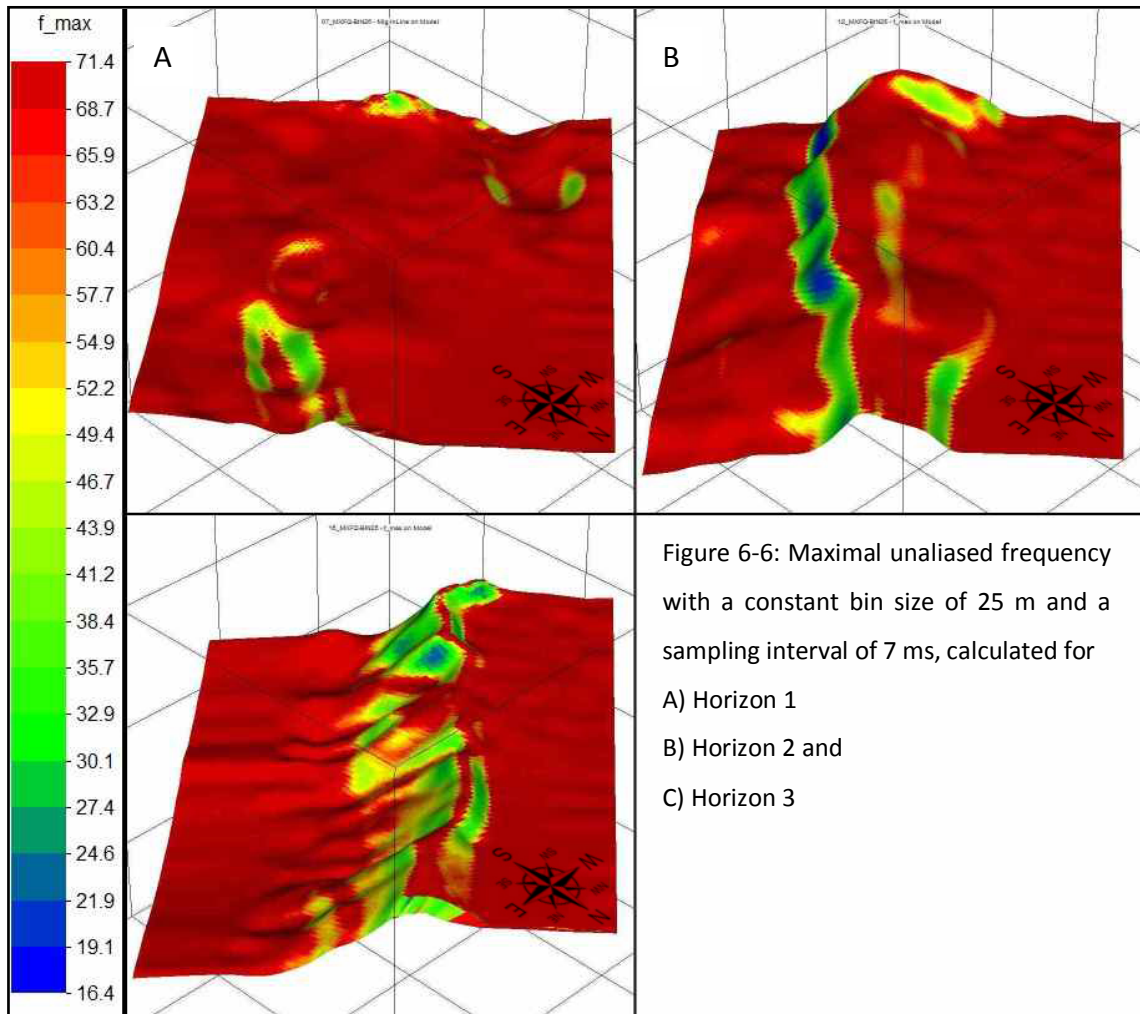 f_max
71.4
68.7
65.9
63.2
60.4
57.7
54.9
52.2
49.4
46.7
43.9
41.2
38.4
35.7
32.9
30.1
27.4
24.6
21.9
19.1
16.4
A
B
S
W
E
N
S
W
E
N
S
W
E
N
Figure 6-6: Maximal unaliased frequency
with a constant bin size of 25 m and a
sampling interval of 7 ms, calculated for
A) Horizon 1
B) Horizon 2 and
C) Horizon 3